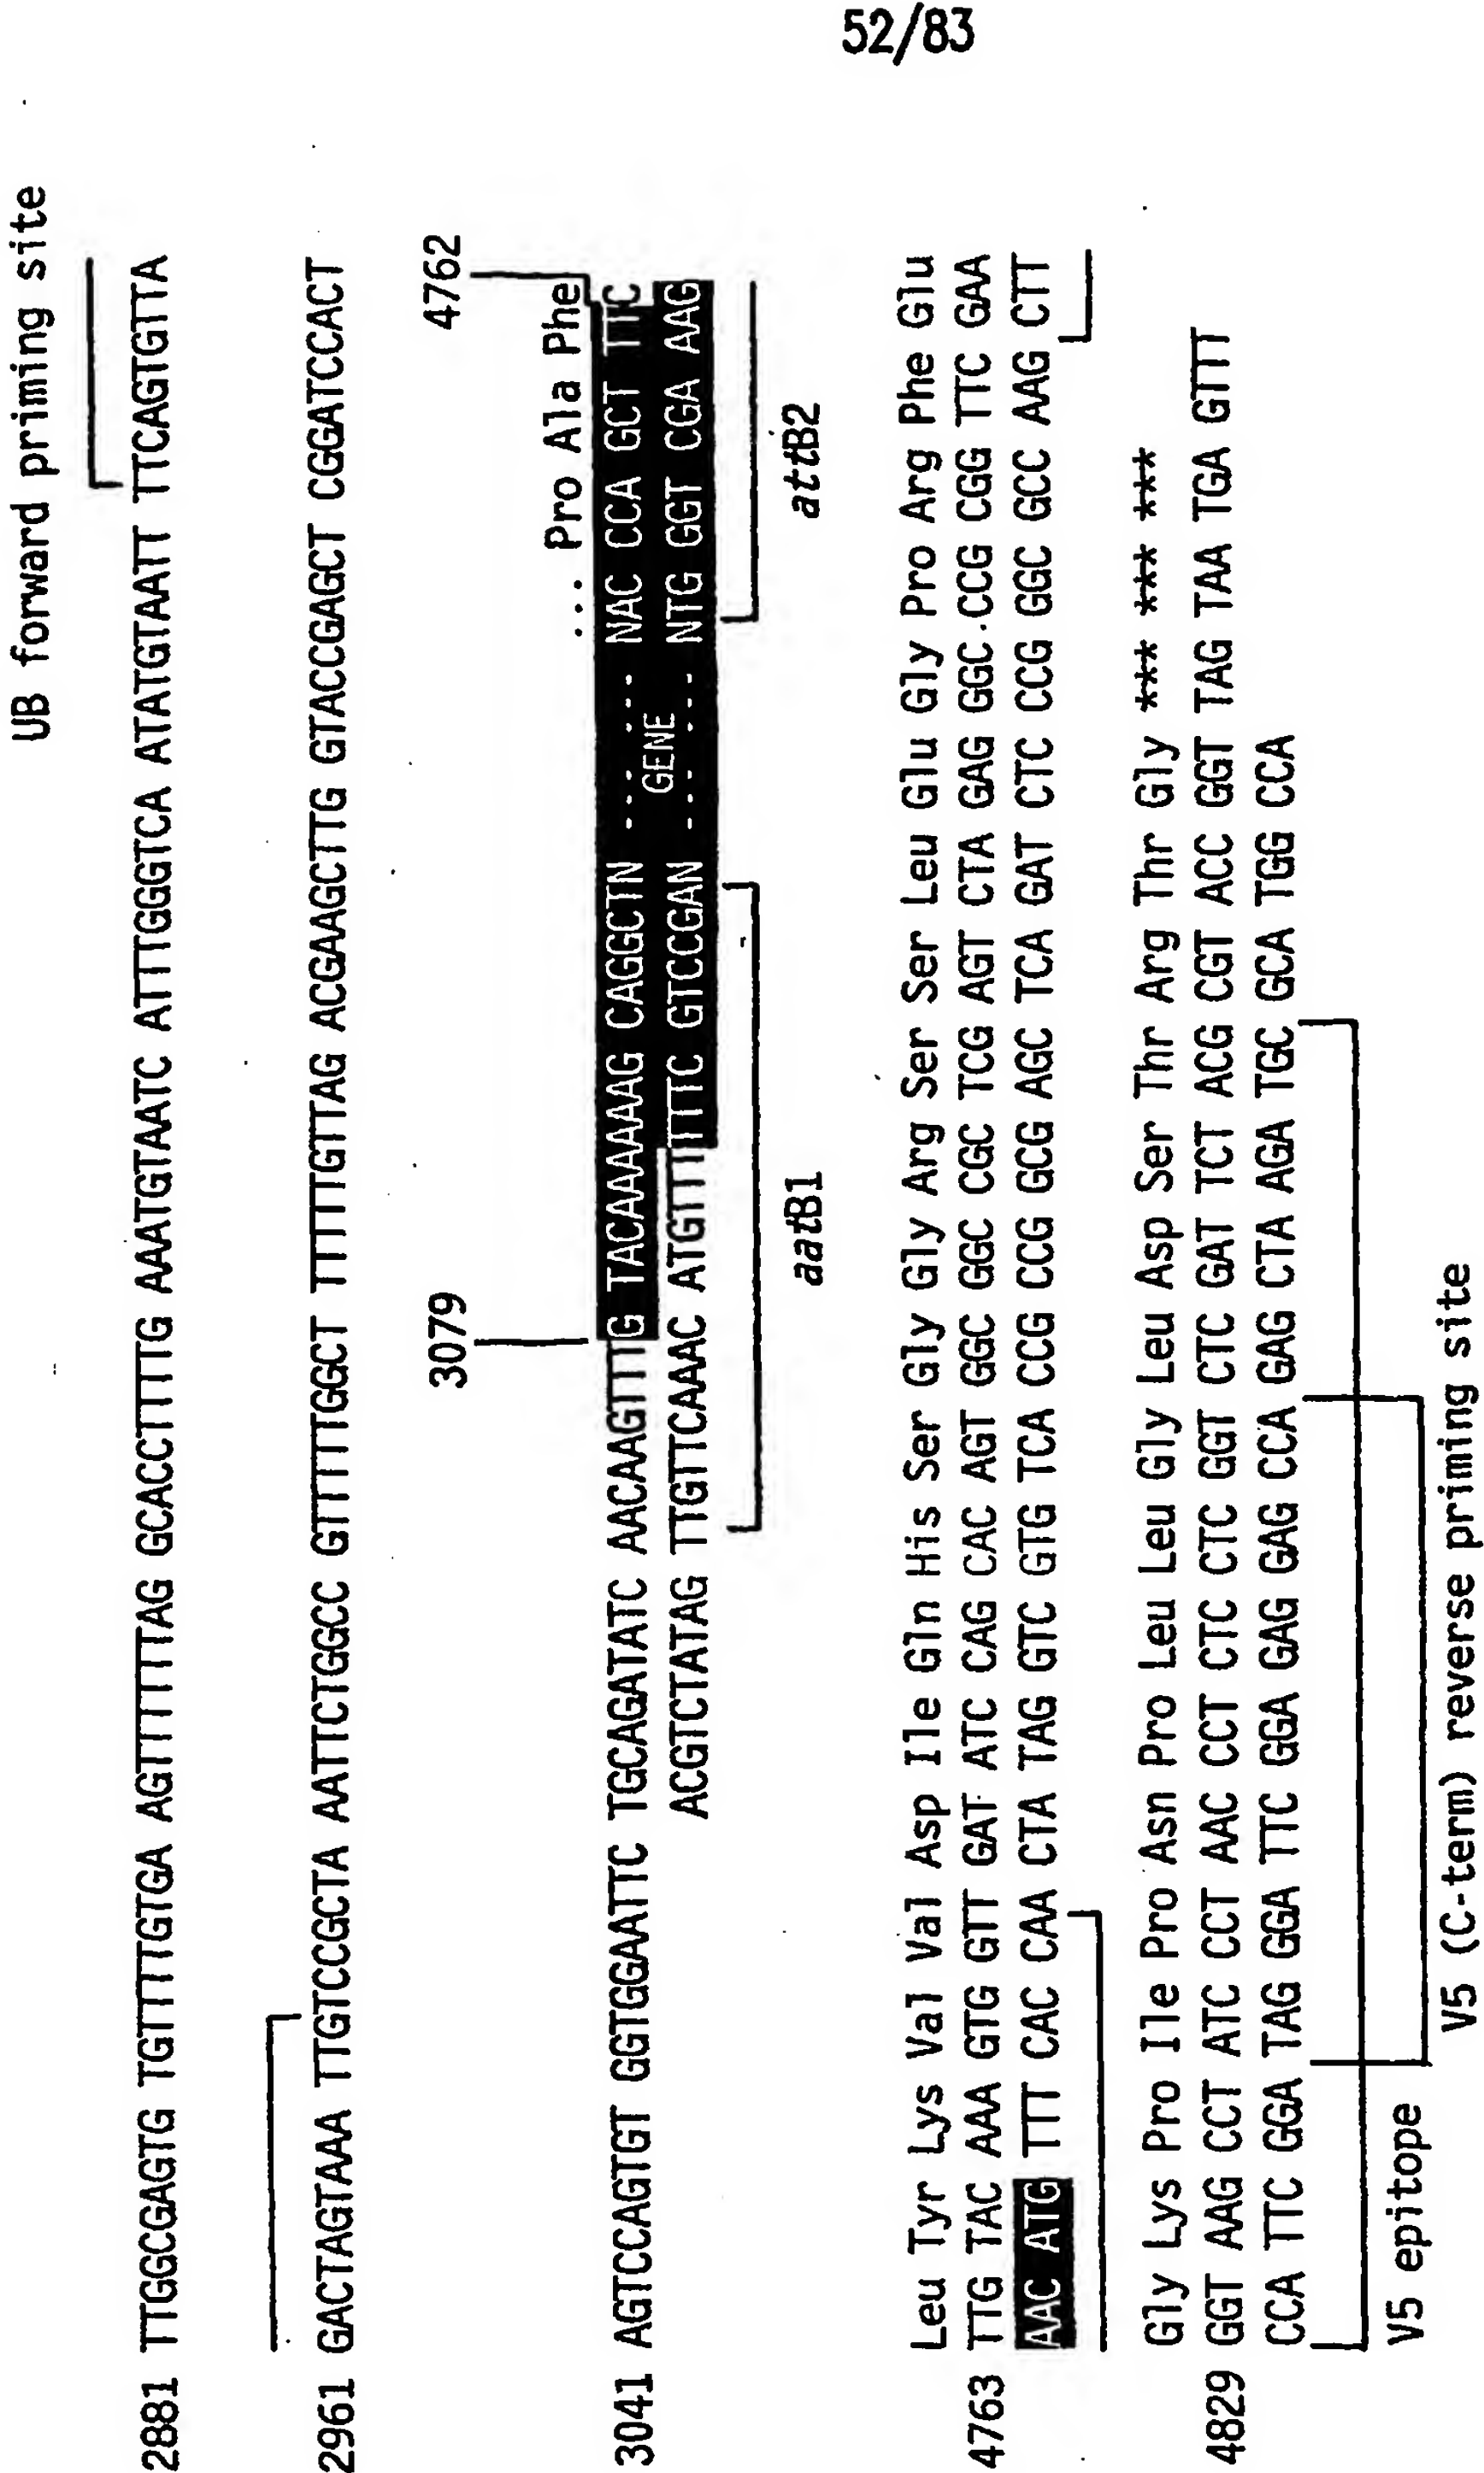 52/83
UB forward priming site
2881 TTGGCGAGTG TGTTTTGTGA AGTTTTTTAG GCACCTTTTG AAATGTAATC ATTTGGGTCA ATATGTAATT TTCAGTGTTA
2961 GACTAGTAAA TTGTCCGCTA AATTCTGGCC GTTTTTGGCT TTTTTGTTAG ACGAAGCTTG GTACCGAGCT CGGATCCACT
3079 4762
... Pro Ala Phe
3041 AGTCCAGTGT GGTGGAATTC TGCAGATATC AACAAGTTTG TACAAAAAAG CAGGCTN ... ... NAC CCA GCT TTC
GENE
ACGTCTATAG TTGTTCAAAC ATGTTTTTTC GTCCGAN ... ... NTG GGT CGA AAG
aatB1 attB2
Leu Tyr Lys Val Val Asp Ile Gln His Ser Gly Gly Arg Ser Ser Leu Glu Gly Pro Arg Phe Glu
4763 TTG TAC AAA GTG GTT GAT ATC CAG CAC AGT GGC GGC CGC TCG AGT CTA GAG GGC CCG CGG TTC GAA
AAC ATG TTT CAC CAA CTA TAG GTC GTG TCA CCG CCG GCG AGC TCA GAT CTC CCG GGC GCC AAG CTT
Gly Lys Pro Ile Pro Asn Pro Leu Leu Gly Leu Asp Ser Thr Arg Thr Gly *** *** ***
4829 GGT AAG CCT ATC CCT AAC CCT CTC CTC GGT CTC GAT TCT ACG CGT ACC GGT TAG TAA TGA GTTT
CCA TTC GGA TAG GGA TTC GGA GAG GAG CCA GAG CTA AGA TGC GCA TGG CCA
V5 epitope
V5 (C-term) reverse priming site